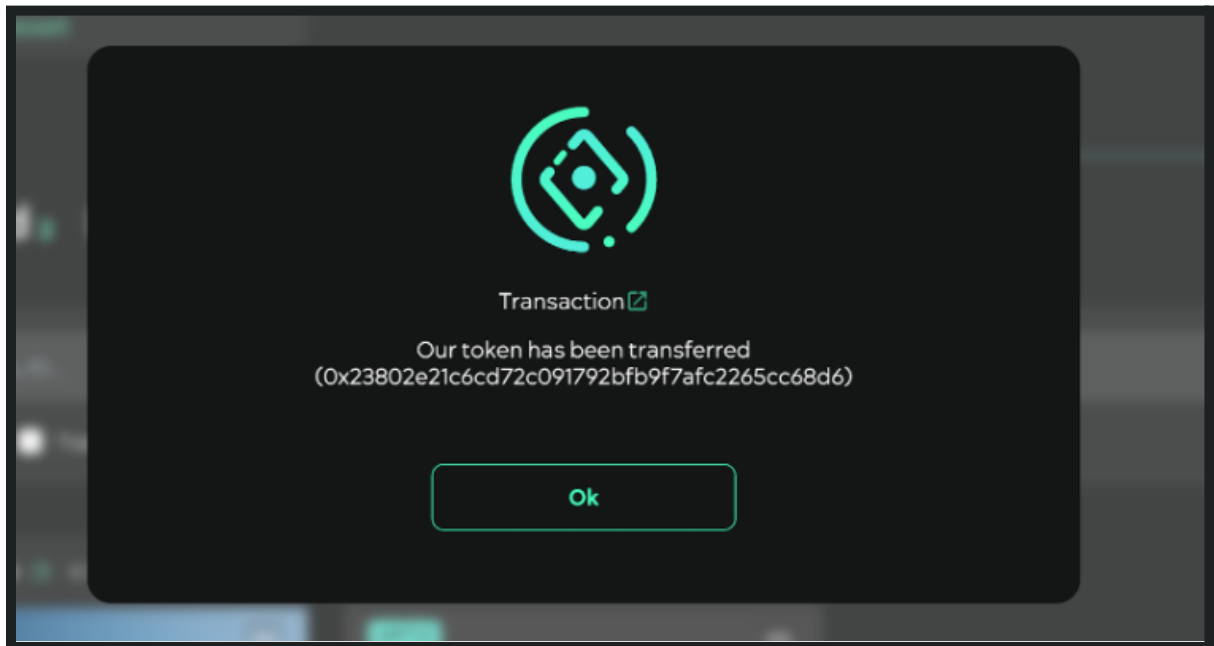 Transaction
Our token has been transferred
(0x23802e21c6cd72c091792bfb9f7afc2265cc68d6)
Ok